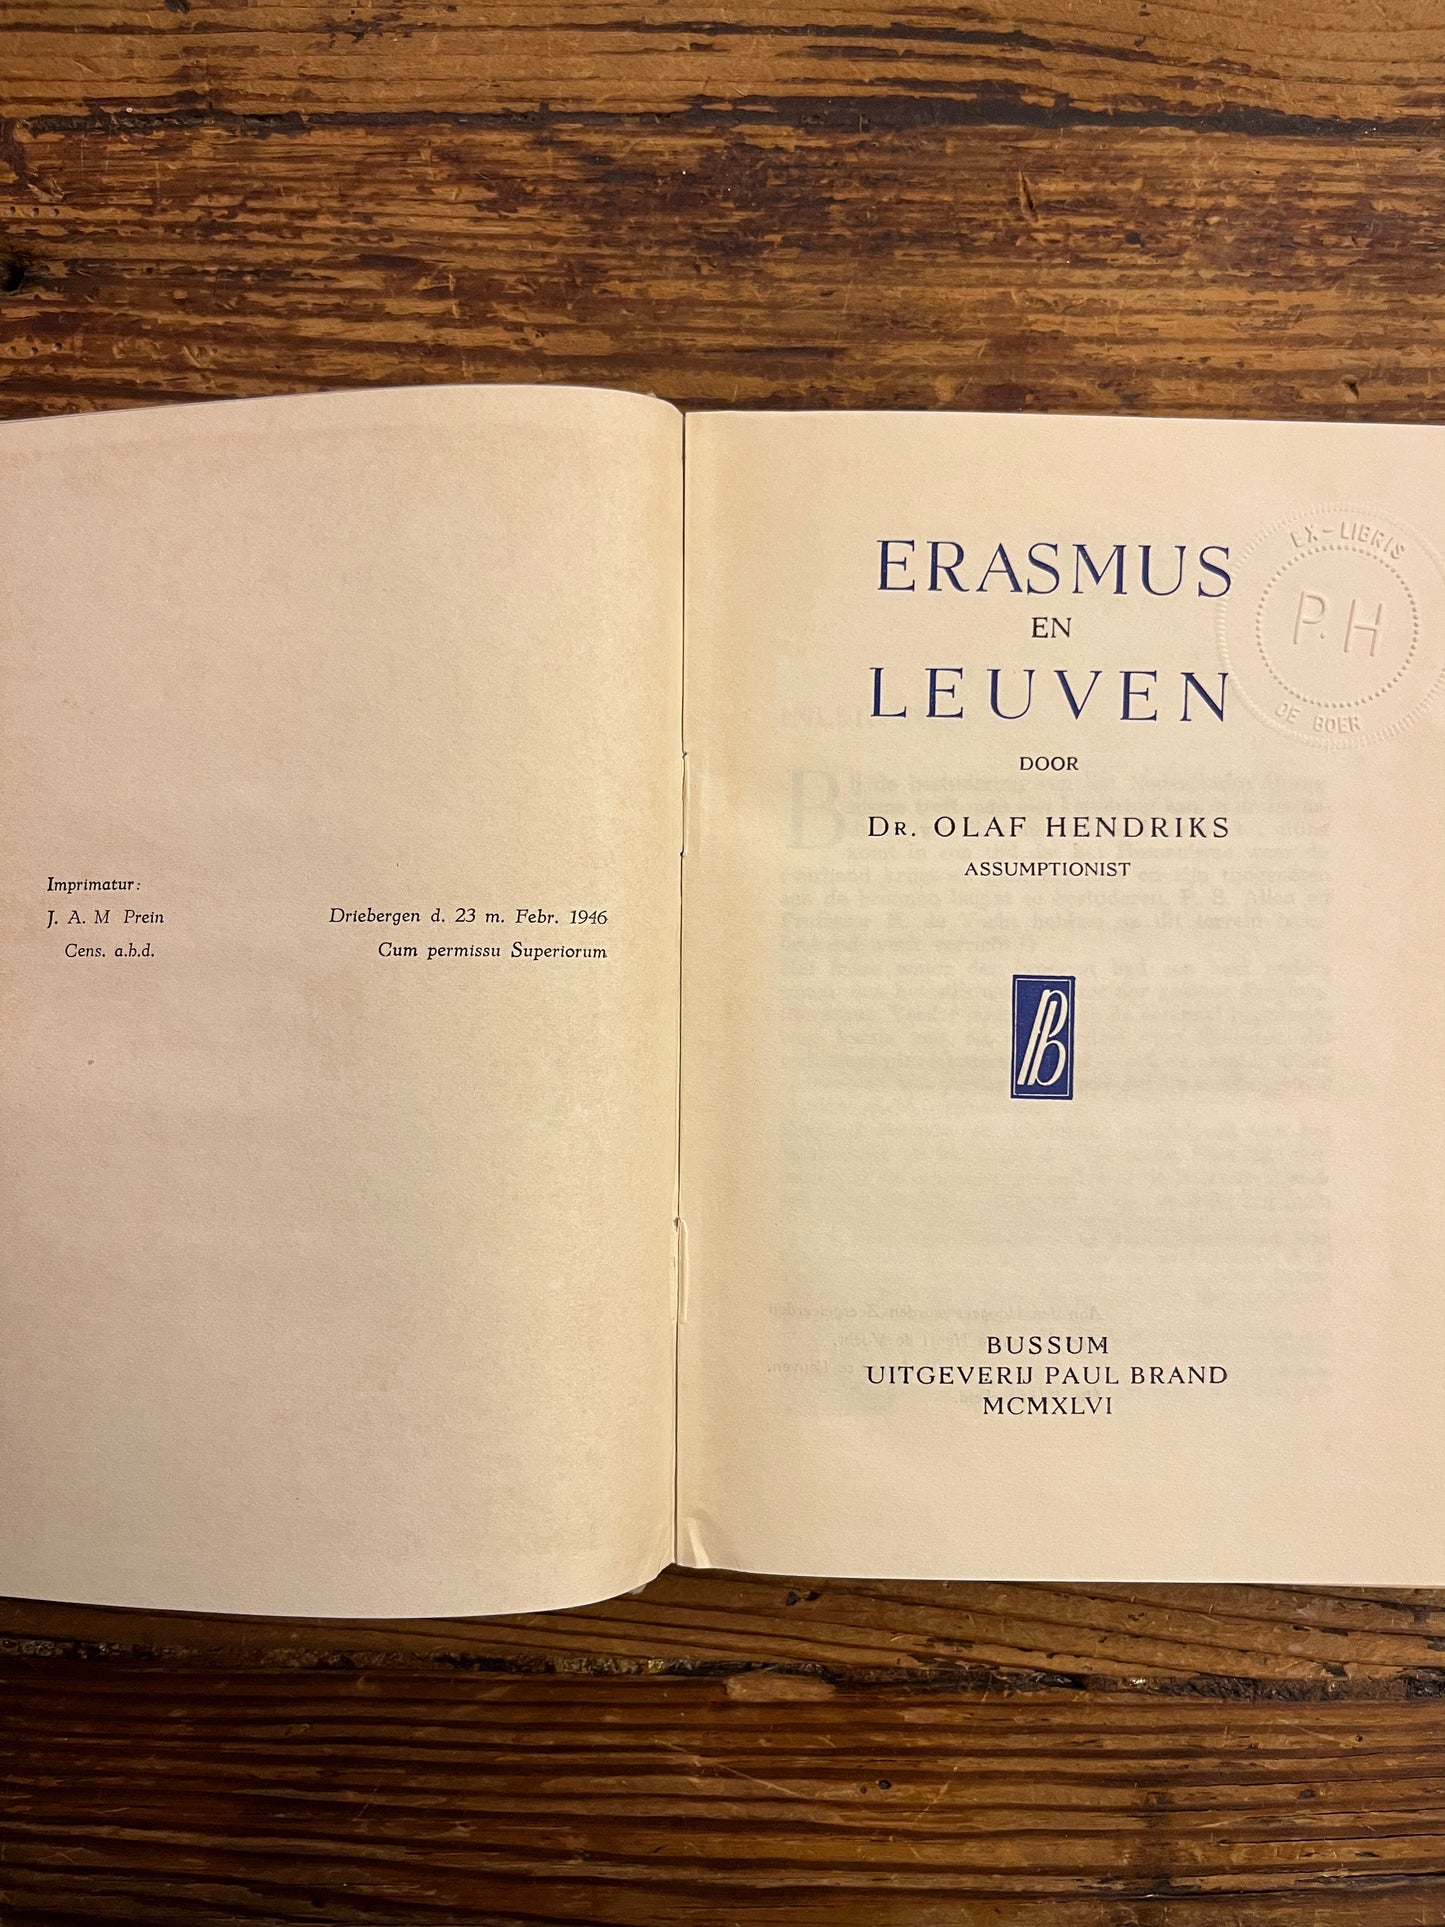 Imprimatur:
J. A. M Prein
Cens. a.h.d.
Driebergen d. 23 m. Febr. 1946
Cum permissu Superiorum
ERASMUS
EN
LEUVEN
DOOR
DR. OLAF HENDRIKS
ASSUMPTIONIST
PB
BUSSUM
UITGEVERIJ PAUL BRAND
MCMXLVI
EX-LIBRIS
P. H
DE BOER